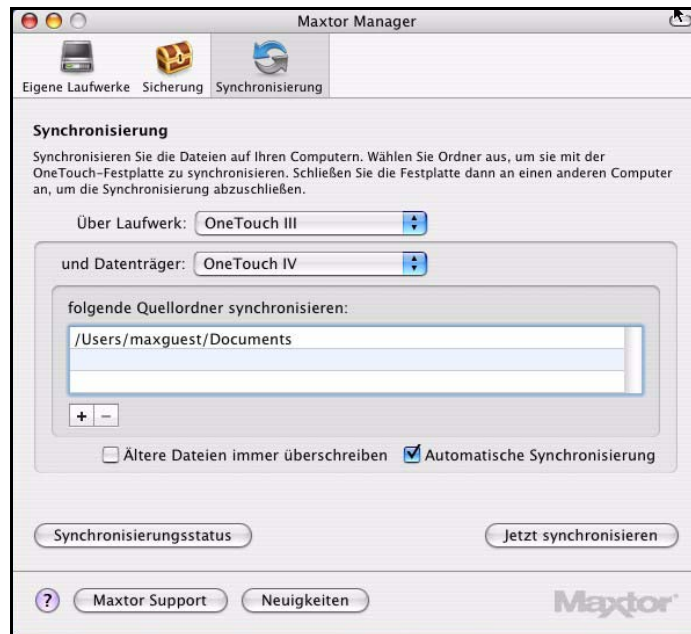 Maxtor Manager
Eigene Laufwerke Sicherung Synchronisierung
Synchronisierung
Synchronisieren Sie die Dateien auf Ihren Computern. Wählen Sie Ordner aus, um sie mit der
OneTouch-Festplatte zu synchronisieren. Schließen Sie die Festplatte dann an einen anderen Computer
an, um die Synchronisierung abzuschließen.
Über Laufwerk: OneTouch III
und Datenträger: OneTouch IV
folgende Quellordner synchronisieren:
/Users/maxguest/Documents
+ −
Ältere Dateien immer überschreiben Automatische Synchronisierung
Synchronisierungsstatus Jetzt synchronisieren
? Maxtor Support Neuigkeiten Maxtor